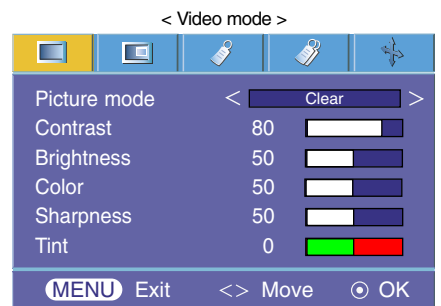 < Video mode >
Picture mode < Clear >
Contrast 80
Brightness 50
Color 50
Sharpness 50
Tint 0
MENU Exit <> Move ⊙ OK